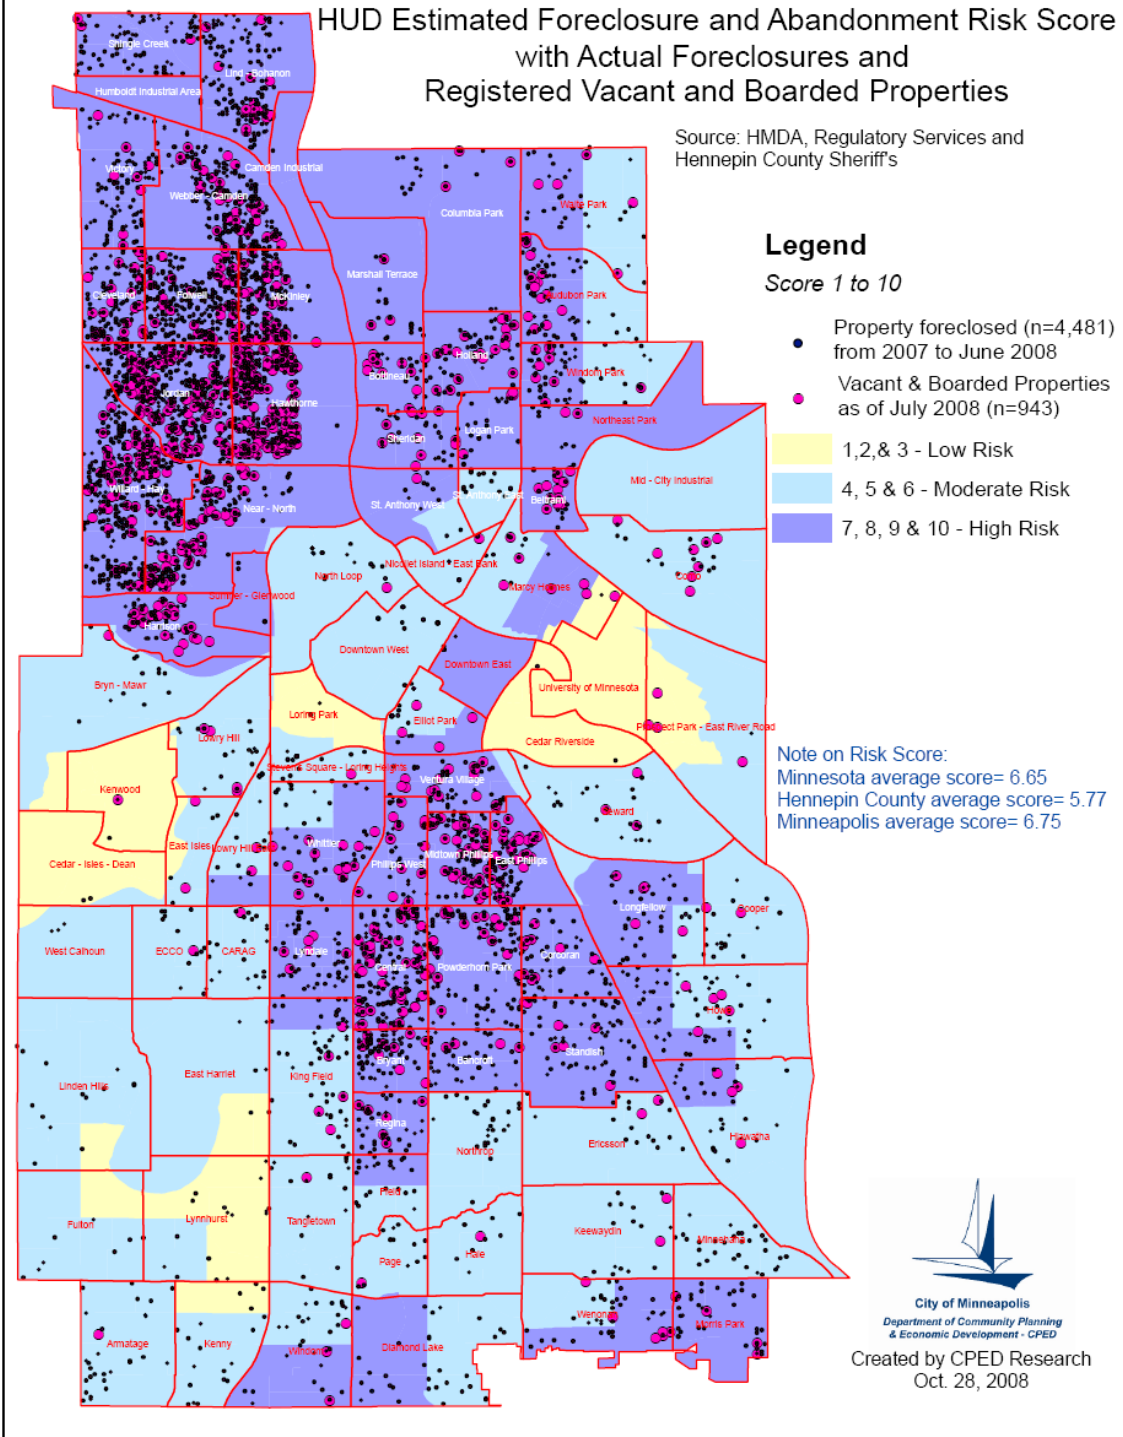 HUD Estimated Foreclosure and Abandonment Risk Score
with Actual Foreclosures and
Registered Vacant and Boarded Properties
Source: HMDA, Regulatory Services and
Hennepin County Sheriff's
Legend
Score 1 to 10
Property foreclosed (n=4,481)
from 2007 to June 2008
Vacant & Boarded Properties
as of July 2008 (n=943)
1,2,& 3 - Low Risk
4, 5 & 6 - Moderate Risk
7, 8, 9 & 10 - High Risk
Note on Risk Score:
Minnesota average score= 6.65
Hennepin County average score= 5.77
Minneapolis average score= 6.75
Shingle Creek
Lind - Bohanon
Humboldt Industrial Area
Victory
Camden Industrial
Webber - Camden
Columbia Park
Waite Park
Marshall Terrace
Cleveland
Folwell
McKinley
Audubon Park
Holland
Bottineau
Windom Park
Jordan
Hawthorne
Northeast Park
Sheridan
Logan Park
Mid - City Industrial
Willard - Hay
Near - North
St. Anthony West
St. Anthony East
Beltrami
North Loop
Nicollet Island - East Bank
Marcy Holmes
Como
Sumner - Glenwood
Harrison
Downtown West
Downtown East
Bryn - Mawr
University of Minnesota
Loring Park
Elliot Park
Prospect Park - East River Road
Lowry Hill
Cedar Riverside
Stevens Square - Loring Heights
Ventura Village
Kenwood
Seward
East Isles
Lowry Hill
Whittier
Cedar - Isles - Dean
Phillips West
Midtown Phillips
East Phillips
Longfellow
Cooper
West Calhoun
ECCO
CARAG
Lyndale
Central
Powderhorn Park
Corcoran
Howe
Bryant
Bancroft
Standish
Linden Hills
East Harriet
King Field
Regina
Northrop
Ericsson
Hiawatha
Fulton
Lynnhurst
Tangletown
Field
Page
Hale
Keewaydin
Minnehaha
Armatage
Kenny
Windom
Diamond Lake
Wenonah
Morris Park
City of Minneapolis
Department of Community Planning
& Economic Development - CPED
Created by CPED Research
Oct. 28, 2008